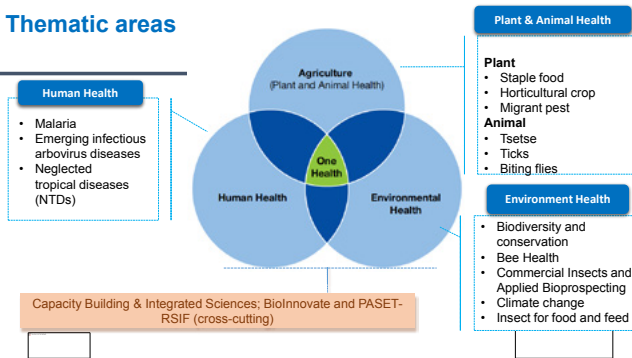 Thematic areas
Human Health
• Malaria
• Emerging infectious
arbovirus diseases
• Neglected
tropical diseases
(NTDs)
Agriculture
(Plant and Animal Health)
One
Health
Human Health
Environmental
Health
Plant & Animal Health
Plant
• Staple food
• Horticultural crop
• Migrant pest
Animal
• Tsetse
• Ticks
• Biting flies
Environment Health
• Biodiversity and
conservation
• Bee Health
• Commercial Insects and
Applied Bioprospecting
• Climate change
• Insect for food and feed
Capacity Building & Integrated Sciences; BioInnovate and PASET-
RSIF (cross-cutting)